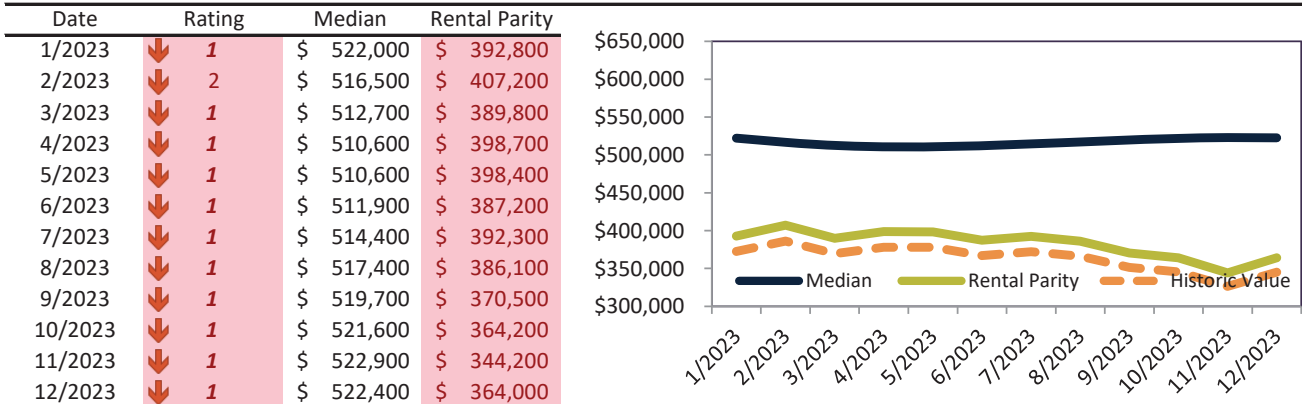 Date Rating Median Rental Parity
1/2023 1 $ 522,000 $ 392,800
2/2023 2 $ 516,500 $ 407,200
3/2023 1 $ 512,700 $ 389,800
4/2023 1 $ 510,600 $ 398,700
5/2023 1 $ 510,600 $ 398,400
6/2023 1 $ 511,900 $ 387,200
7/2023 1 $ 514,400 $ 392,300
8/2023 1 $ 517,400 $ 386,100
9/2023 1 $ 519,700 $ 370,500
10/2023 1 $ 521,600 $ 364,200
11/2023 1 $ 522,900 $ 344,200
12/2023 1 $ 522,400 $ 364,000
$650,000
$600,000
$550,000
$500,000
$450,000
$400,000
$350,000
$300,000
Median Rental Parity Historic Value
1/2023 2/2023 3/2023 4/2023 5/2023 6/2023 7/2023 8/2023 9/2023 10/2023 11/2023 12/2023